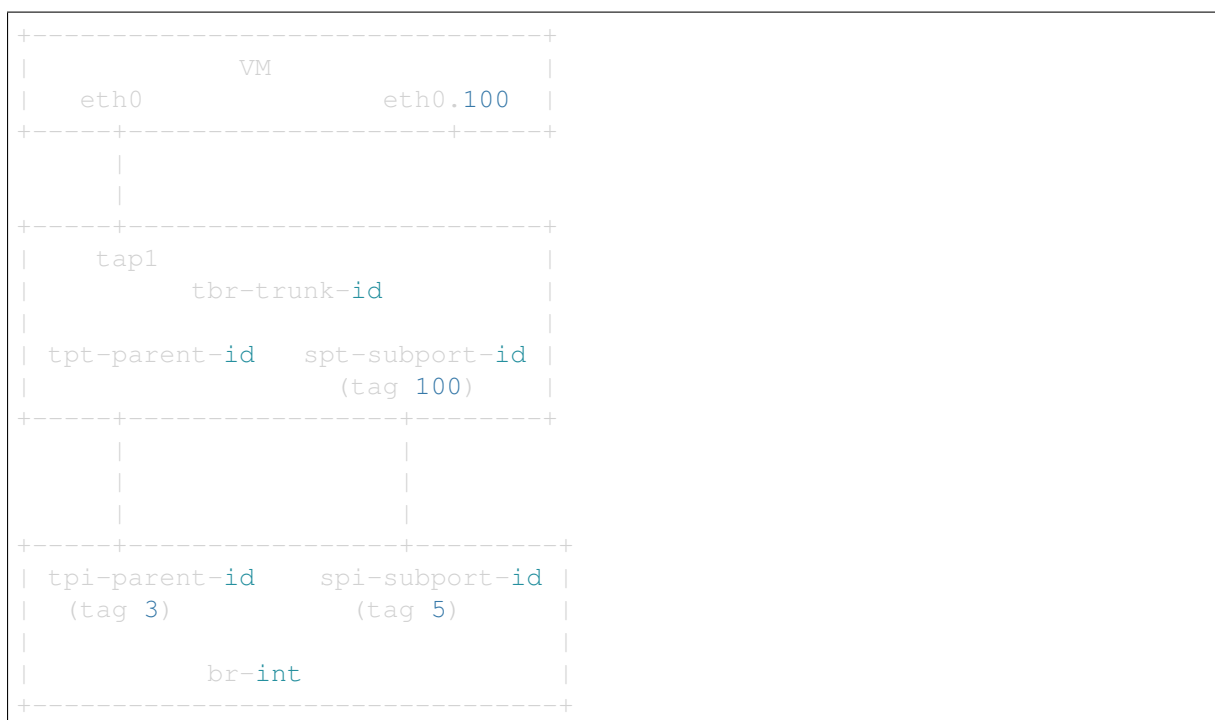 +--------------------------------+
|             VM                 |
|   eth0               eth0.100  |
+-----+--------------------+-----+
      |
      |
+-----+--------------------------+
|    tap1                        |
|          tbr-trunk-id          |
|                                |
| tpt-parent-id   spt-subport-id |
|                   (tag 100)    |
+-----+-----------------+--------+
      |                 |
      |                 |
      |                 |
+-----+-----------------+---------+
| tpi-parent-id    spi-subport-id |
|  (tag 3)           (tag 5)      |
|                                 |
|           br-int                |
+---------------------------------+